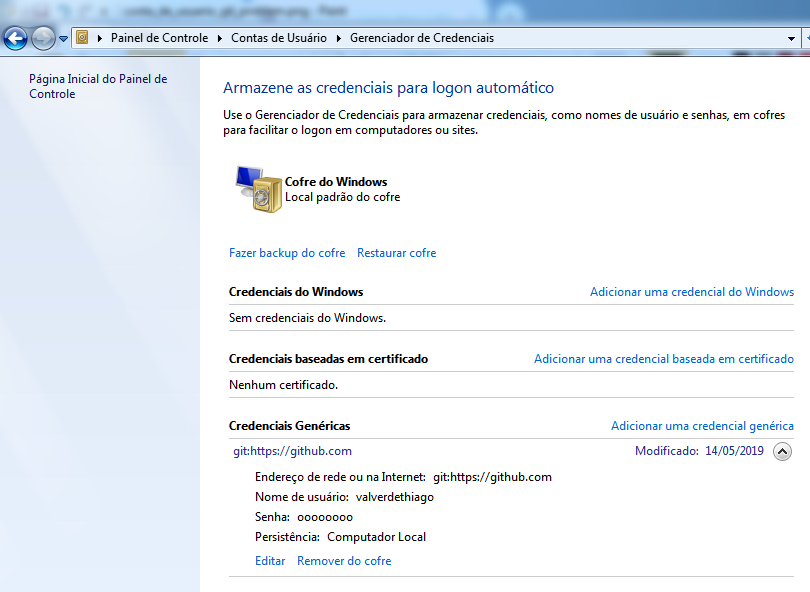 Painel de Controle ▸ Contas de Usuário ▸ Gerenciador de Credenciais
Página Inicial do Painel de
Controle
Armazene as credenciais para logon automático
Use o Gerenciador de Credenciais para armazenar credenciais, como nomes de usuário e senhas, em cofres
para facilitar o logon em computadores ou sites.
Cofre do Windows
Local padrão do cofre
Fazer backup do cofre Restaurar cofre
Credenciais do Windows Adicionar uma credencial do Windows
Sem credenciais do Windows.
Credenciais baseadas em certificado Adicionar uma credencial baseada em certificado
Nenhum certificado.
Credenciais Genéricas Adicionar uma credencial genérica
git:https://github.com Modificado: 14/05/2019
Endereço de rede ou na Internet: git:https://github.com
Nome de usuário: valverdethiago
Senha: oooooooo
Persistência: Computador Local
Editar Remover do cofre